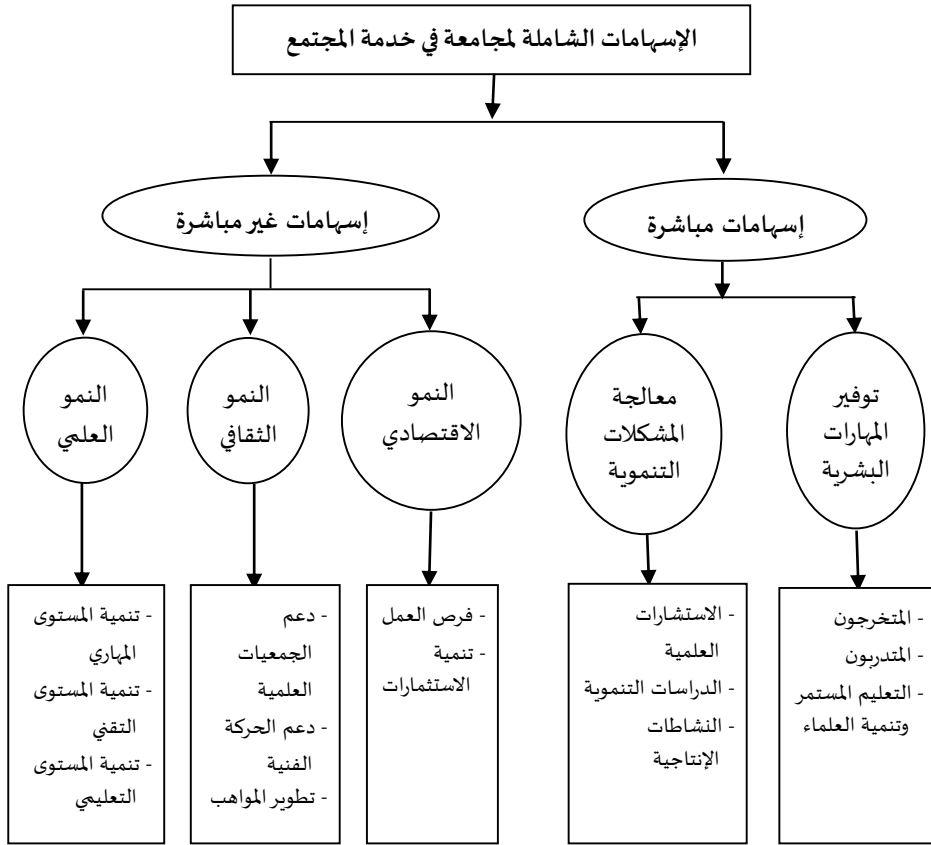 الإسهامات الشاملة لمجامعة في خدمة المجتمع
إسهامات مباشرة
إسهامات غير مباشرة
توفير
المهارات
البشرية
معالجة
المشكلات
التنموية
النمو
الاقتصادي
النمو
الثقافي
النمو
العلمي
- المتخرجون
- المتدربون
- التعليم المستمر
وتنمية العلماء
- الاستشارات
العلمية
- الدراسات التنموية
- النشاطات
الإنتاجية
- فرص العمل
- تنمية
الاستثمارات
- دعم
الجمعيات
العلمية
- دعم الحركة
الفنية
- تطوير المواهب
- تنمية المستوى
المهاري
- تنمية المستوى
التقني
- تنمية المستوى
التعليمي